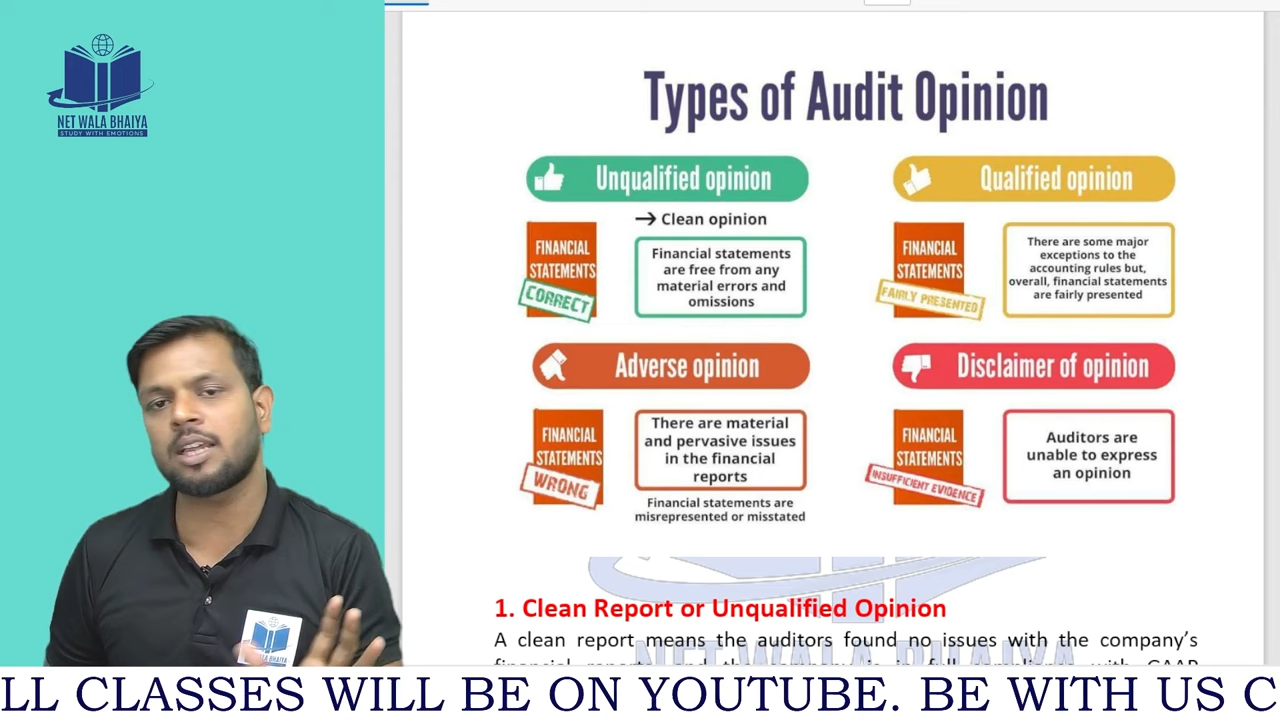 NET WALA BHAIYA
STUDY WITH EMOTIONS
Types of Audit Opinion
Unqualified opinion
→ Clean opinion
FINANCIAL
STATEMENTS
CORRECT
Financial statements
are free from any
material errors and
omissions
Qualified opinion
FINANCIAL
STATEMENTS
FAIRLY PRESENTED
There are some major
exceptions to the
accounting rules but,
overall, financial statements
are fairly presented
Adverse opinion
FINANCIAL
STATEMENTS
WRONG
There are material
and pervasive issues
in the financial
reports
Financial statements are
misrepresented or misstated
Disclaimer of opinion
FINANCIAL
STATEMENTS
INSUFFICIENT EVIDENCE
Auditors are
unable to express
an opinion
1. Clean Report or Unqualified Opinion
A clean report means the auditors found no issues with the company's
NET WALA BHAIYA
LL CLASSES WILL BE ON YOUTUBE. BE WITH US C